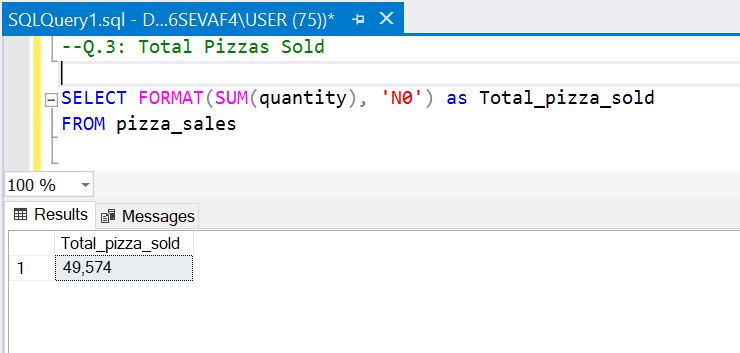 SQLQuery1.sql - D...6SEVAF4\USER (75))*
--Q.3: Total Pizzas Sold
SELECT FORMAT(SUM(quantity), 'N0') as Total_pizza_sold
FROM pizza_sales
100 %
Results Messages
Total_pizza_sold
1 49,574